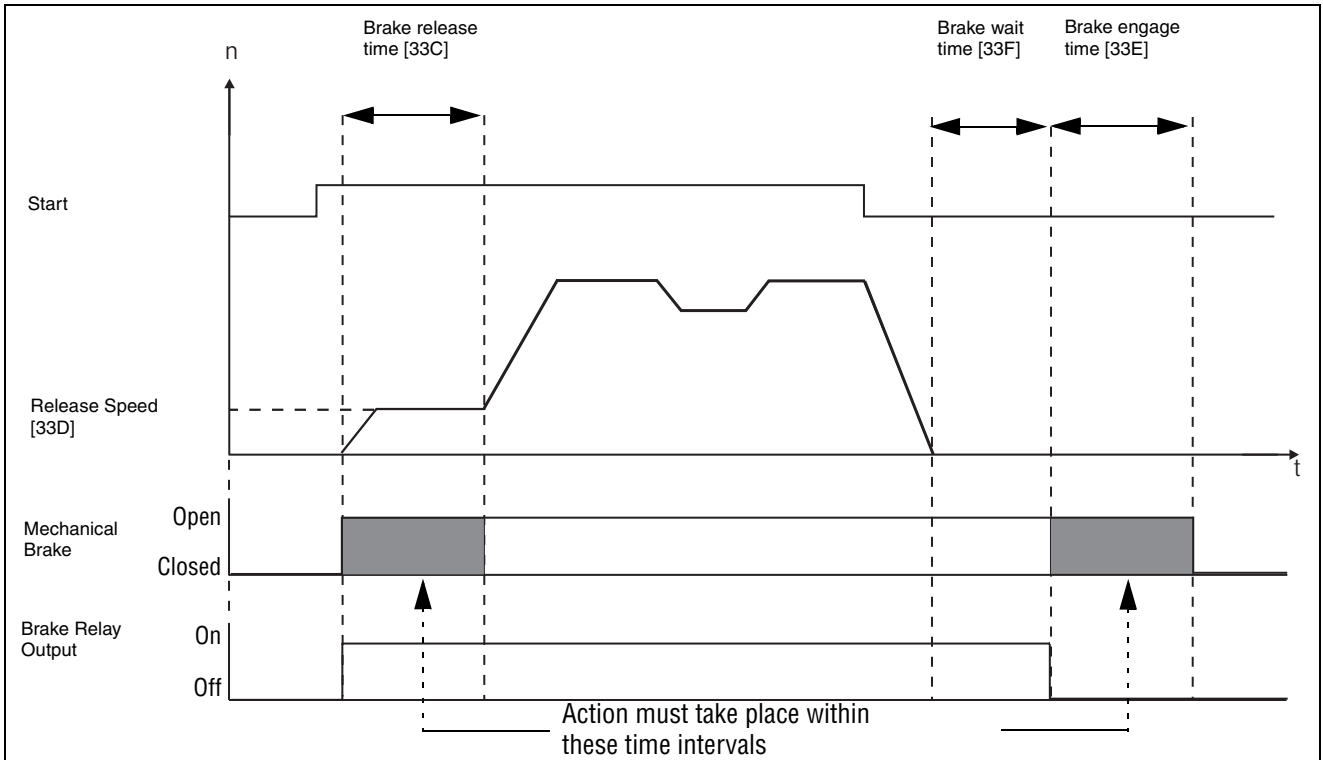 Brake release
time [33C]
Brake wait
time [33F]
Brake engage
time [33E]
n
Start
Release Speed
[33D]
t
Mechanical
Brake
Open
Closed
Brake Relay
Output
On
Off
Action must take place within
these time intervals